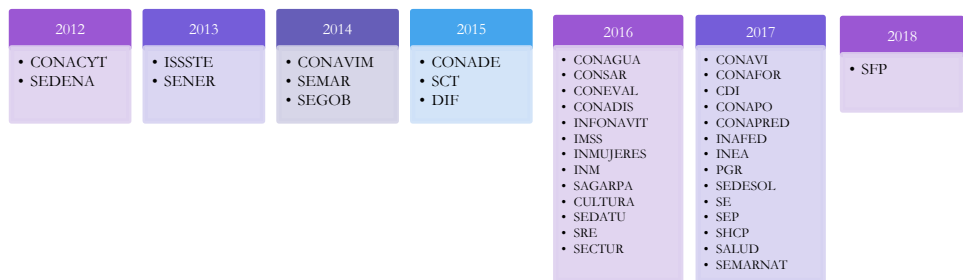 2012
• CONACYT
• SEDENA
2013
• ISSSTE
• SENER
2014
• CONAVIM
• SEMAR
• SEGOB
2015
• CONADE
• SCT
• DIF
2016
• CONAGUA
• CONSAR
• CONEVAL
• CONADIS
• INFONAVIT
• IMSS
• INMUJERES
• INM
• SAGARPA
• CULTURA
• SEDATU
• SRE
• SECTUR
2017
• CONAVI
• CONAFOR
• CDI
• CONAPO
• CONAPRED
• INAFED
• INEA
• PGR
• SEDESOL
• SE
• SEP
• SHCP
• SALUD
• SEMARNAT
2018
• SFP